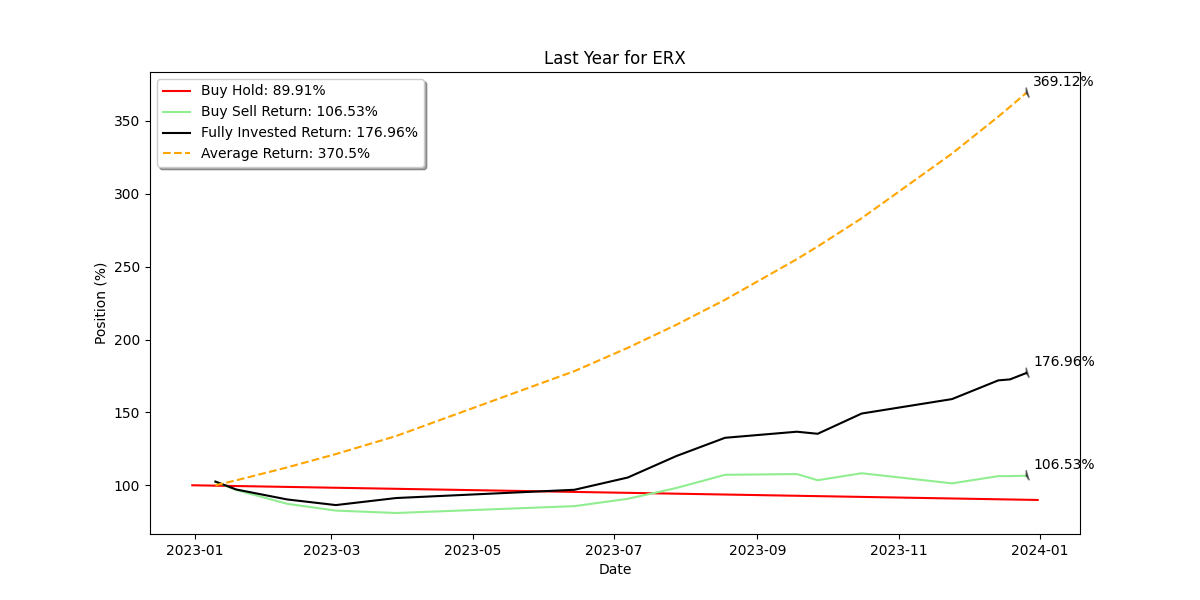 Last Year for ERX
Buy Hold: 89.91%
Buy Sell Return: 106.53%
Fully Invested Return: 176.96%
Average Return: 370.5%
369.12%
176.96%
106.53%
350
300
250
200
150
100
Position (%)
2023-01
2023-03
2023-05
2023-07
2023-09
2023-11
2024-01
Date